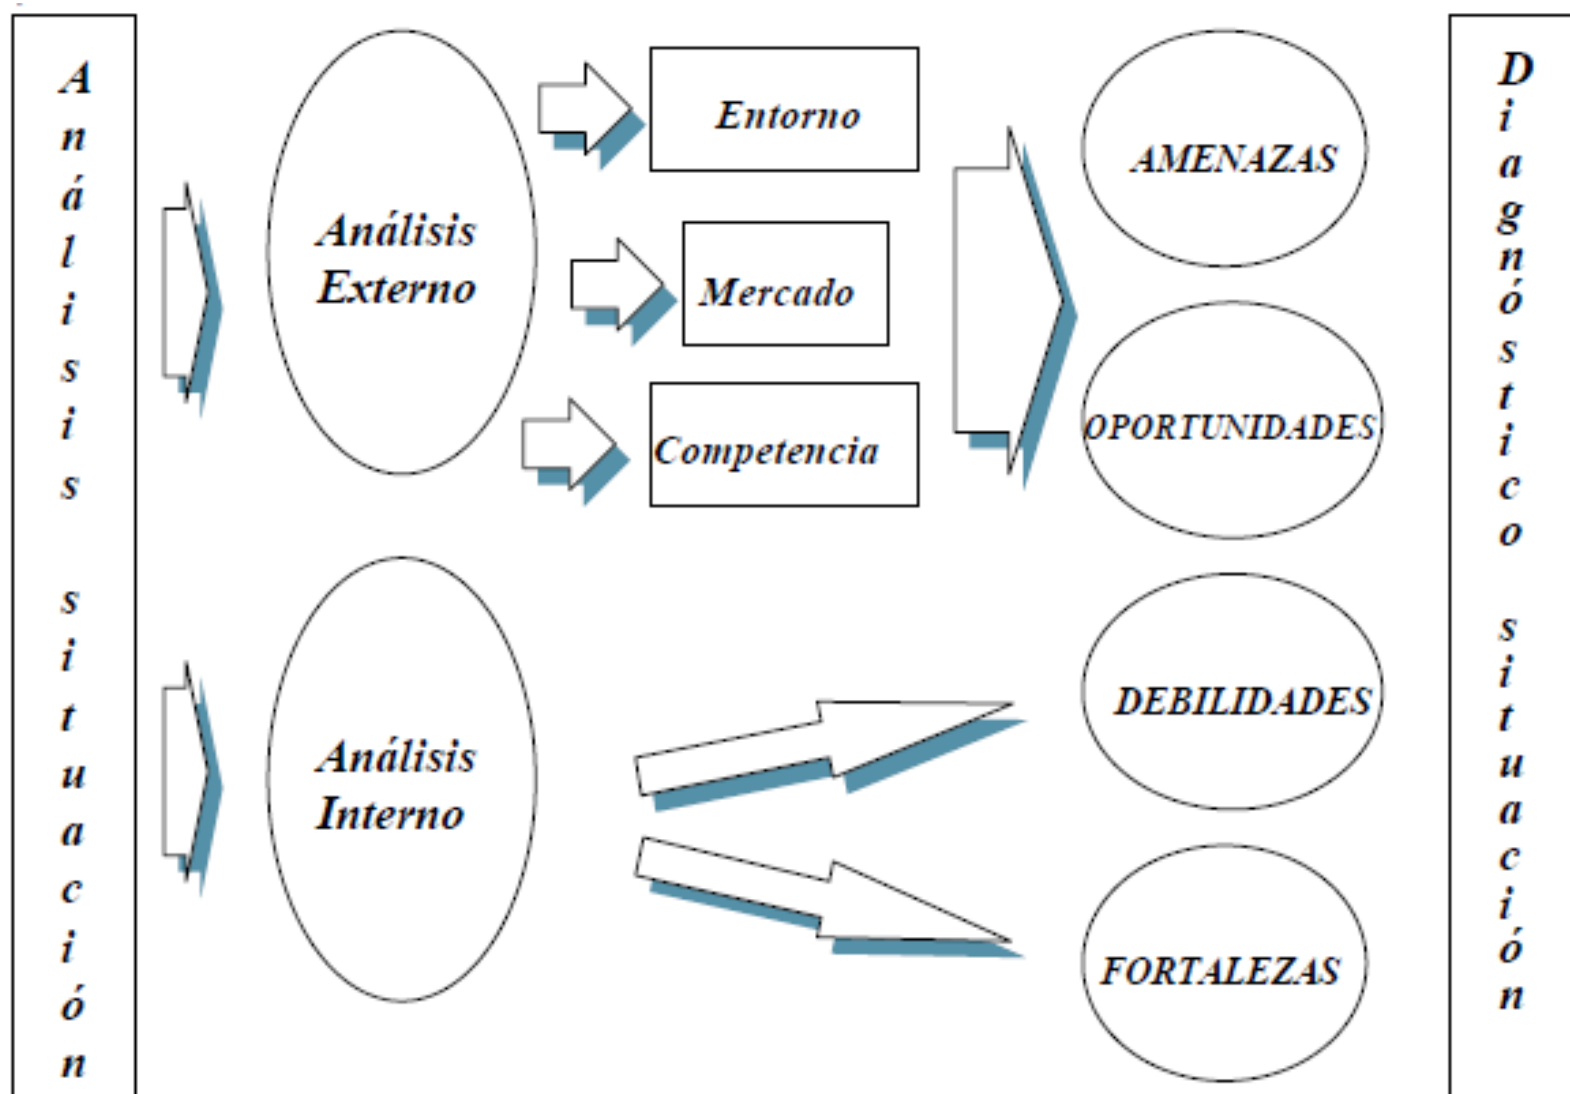 Análisis situación
Análisis
Externo
Entorno
Mercado
Competencia
AMENAZAS
OPORTUNIDADES
Análisis
Interno
DEBILIDADES
FORTALEZAS
Diagnóstico situación